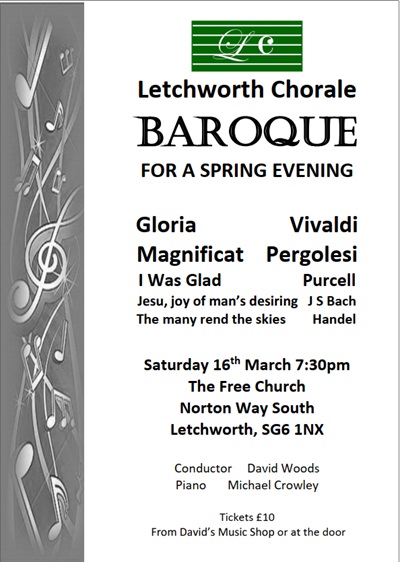 Lc
Letchworth Chorale
BAROQUE
FOR A SPRING EVENING
Gloria Vivaldi
Magnificat Pergolesi
I Was Glad Purcell
Jesu, joy of man's desiring J S Bach
The many rend the skies Handel
Saturday 16th March 7:30pm
The Free Church
Norton Way South
Letchworth, SG6 1NX
Conductor David Woods
Piano Michael Crowley
Tickets £10
From David's Music Shop or at the door